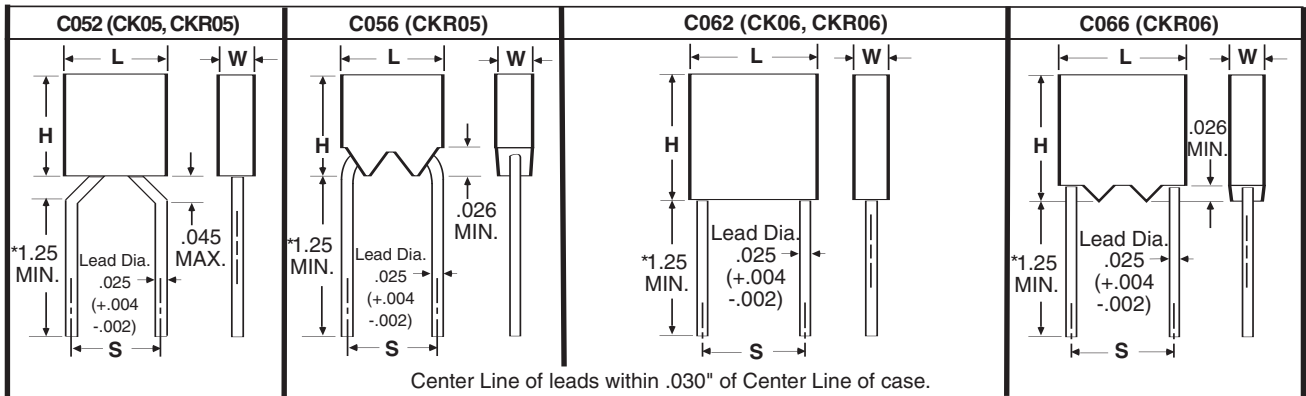 C052 (CK05, CKR05)
L
W
H
*1.25
MIN.
.045
MAX.
Lead Dia.
.025
(+.004
-.002)
S
C056 (CKR05)
L
W
H
*1.25
MIN.
.026
MIN.
Lead Dia.
.025
(+.004
-.002)
S
C062 (CK06, CKR06)
L
W
H
*1.25
MIN.
Lead Dia.
.025
(+.004
-.002)
S
C066 (CKR06)
L
W
H
.026
MIN.
*1.25
MIN.
Lead Dia.
.025
(+.004
-.002)
S
Center Line of leads within .030" of Center Line of case.